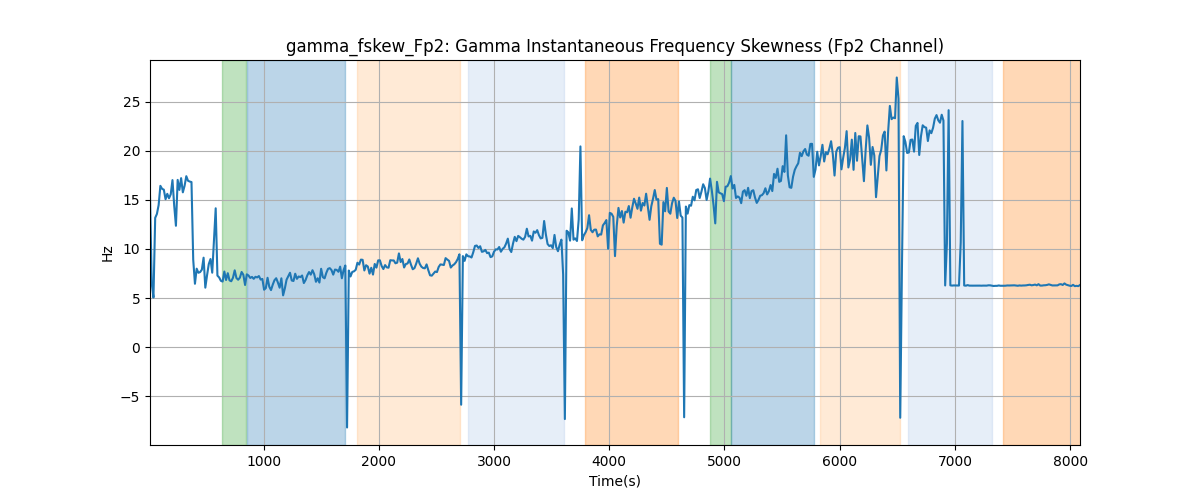 gamma_fskew_Fp2: Gamma Instantaneous Frequency Skewness (Fp2 Channel)
25
20
15
10
5
0
−5
Hz
1000 2000 3000 4000 5000 6000 7000 8000
Time(s)